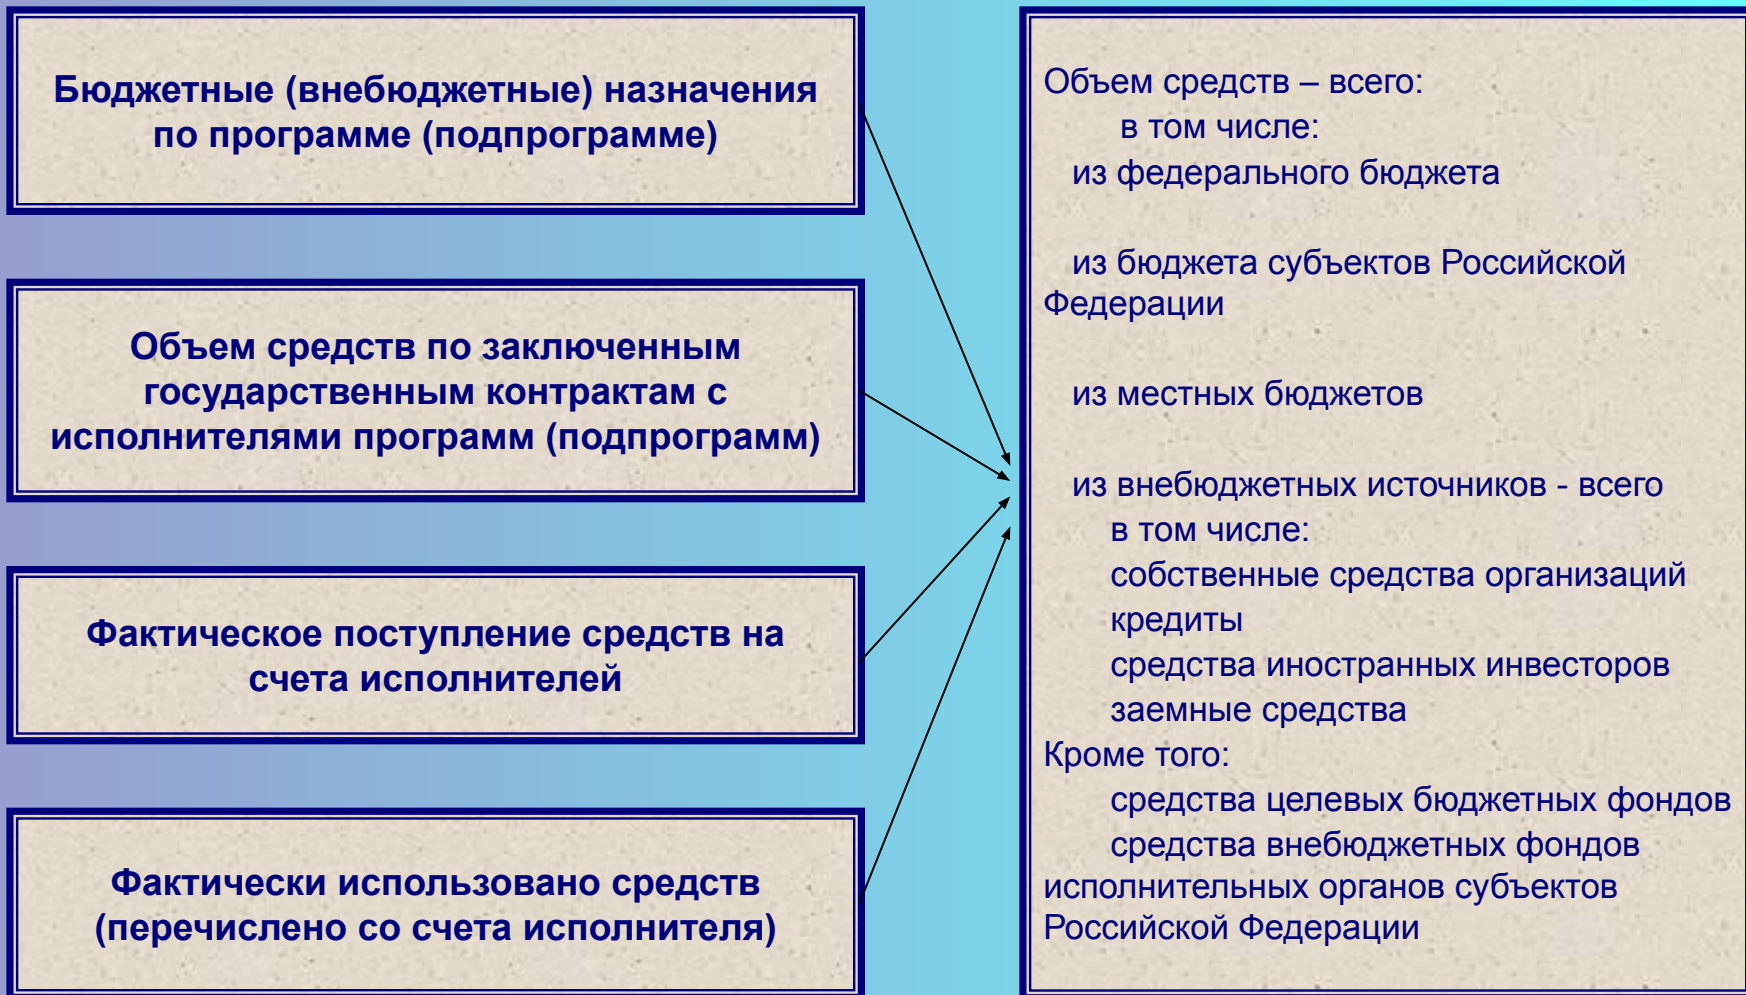 Бюджетные (внебюджетные) назначения
по программе (подпрограмме)
Объем средств по заключенным
государственным контрактам с
исполнителями программ (подпрограмм)
Фактическое поступление средств на
счета исполнителей
Фактически использовано средств
(перечислено со счета исполнителя)
Объем средств – всего:
в том числе:
из федерального бюджета
из бюджета субъектов Российской
Федерации
из местных бюджетов
из внебюджетных источников - всего
в том числе:
собственные средства организаций
кредиты
средства иностранных инвесторов
заемные средства
Кроме того:
средства целевых бюджетных фондов
средства внебюджетных фондов
исполнительных органов субъектов
Российской Федерации